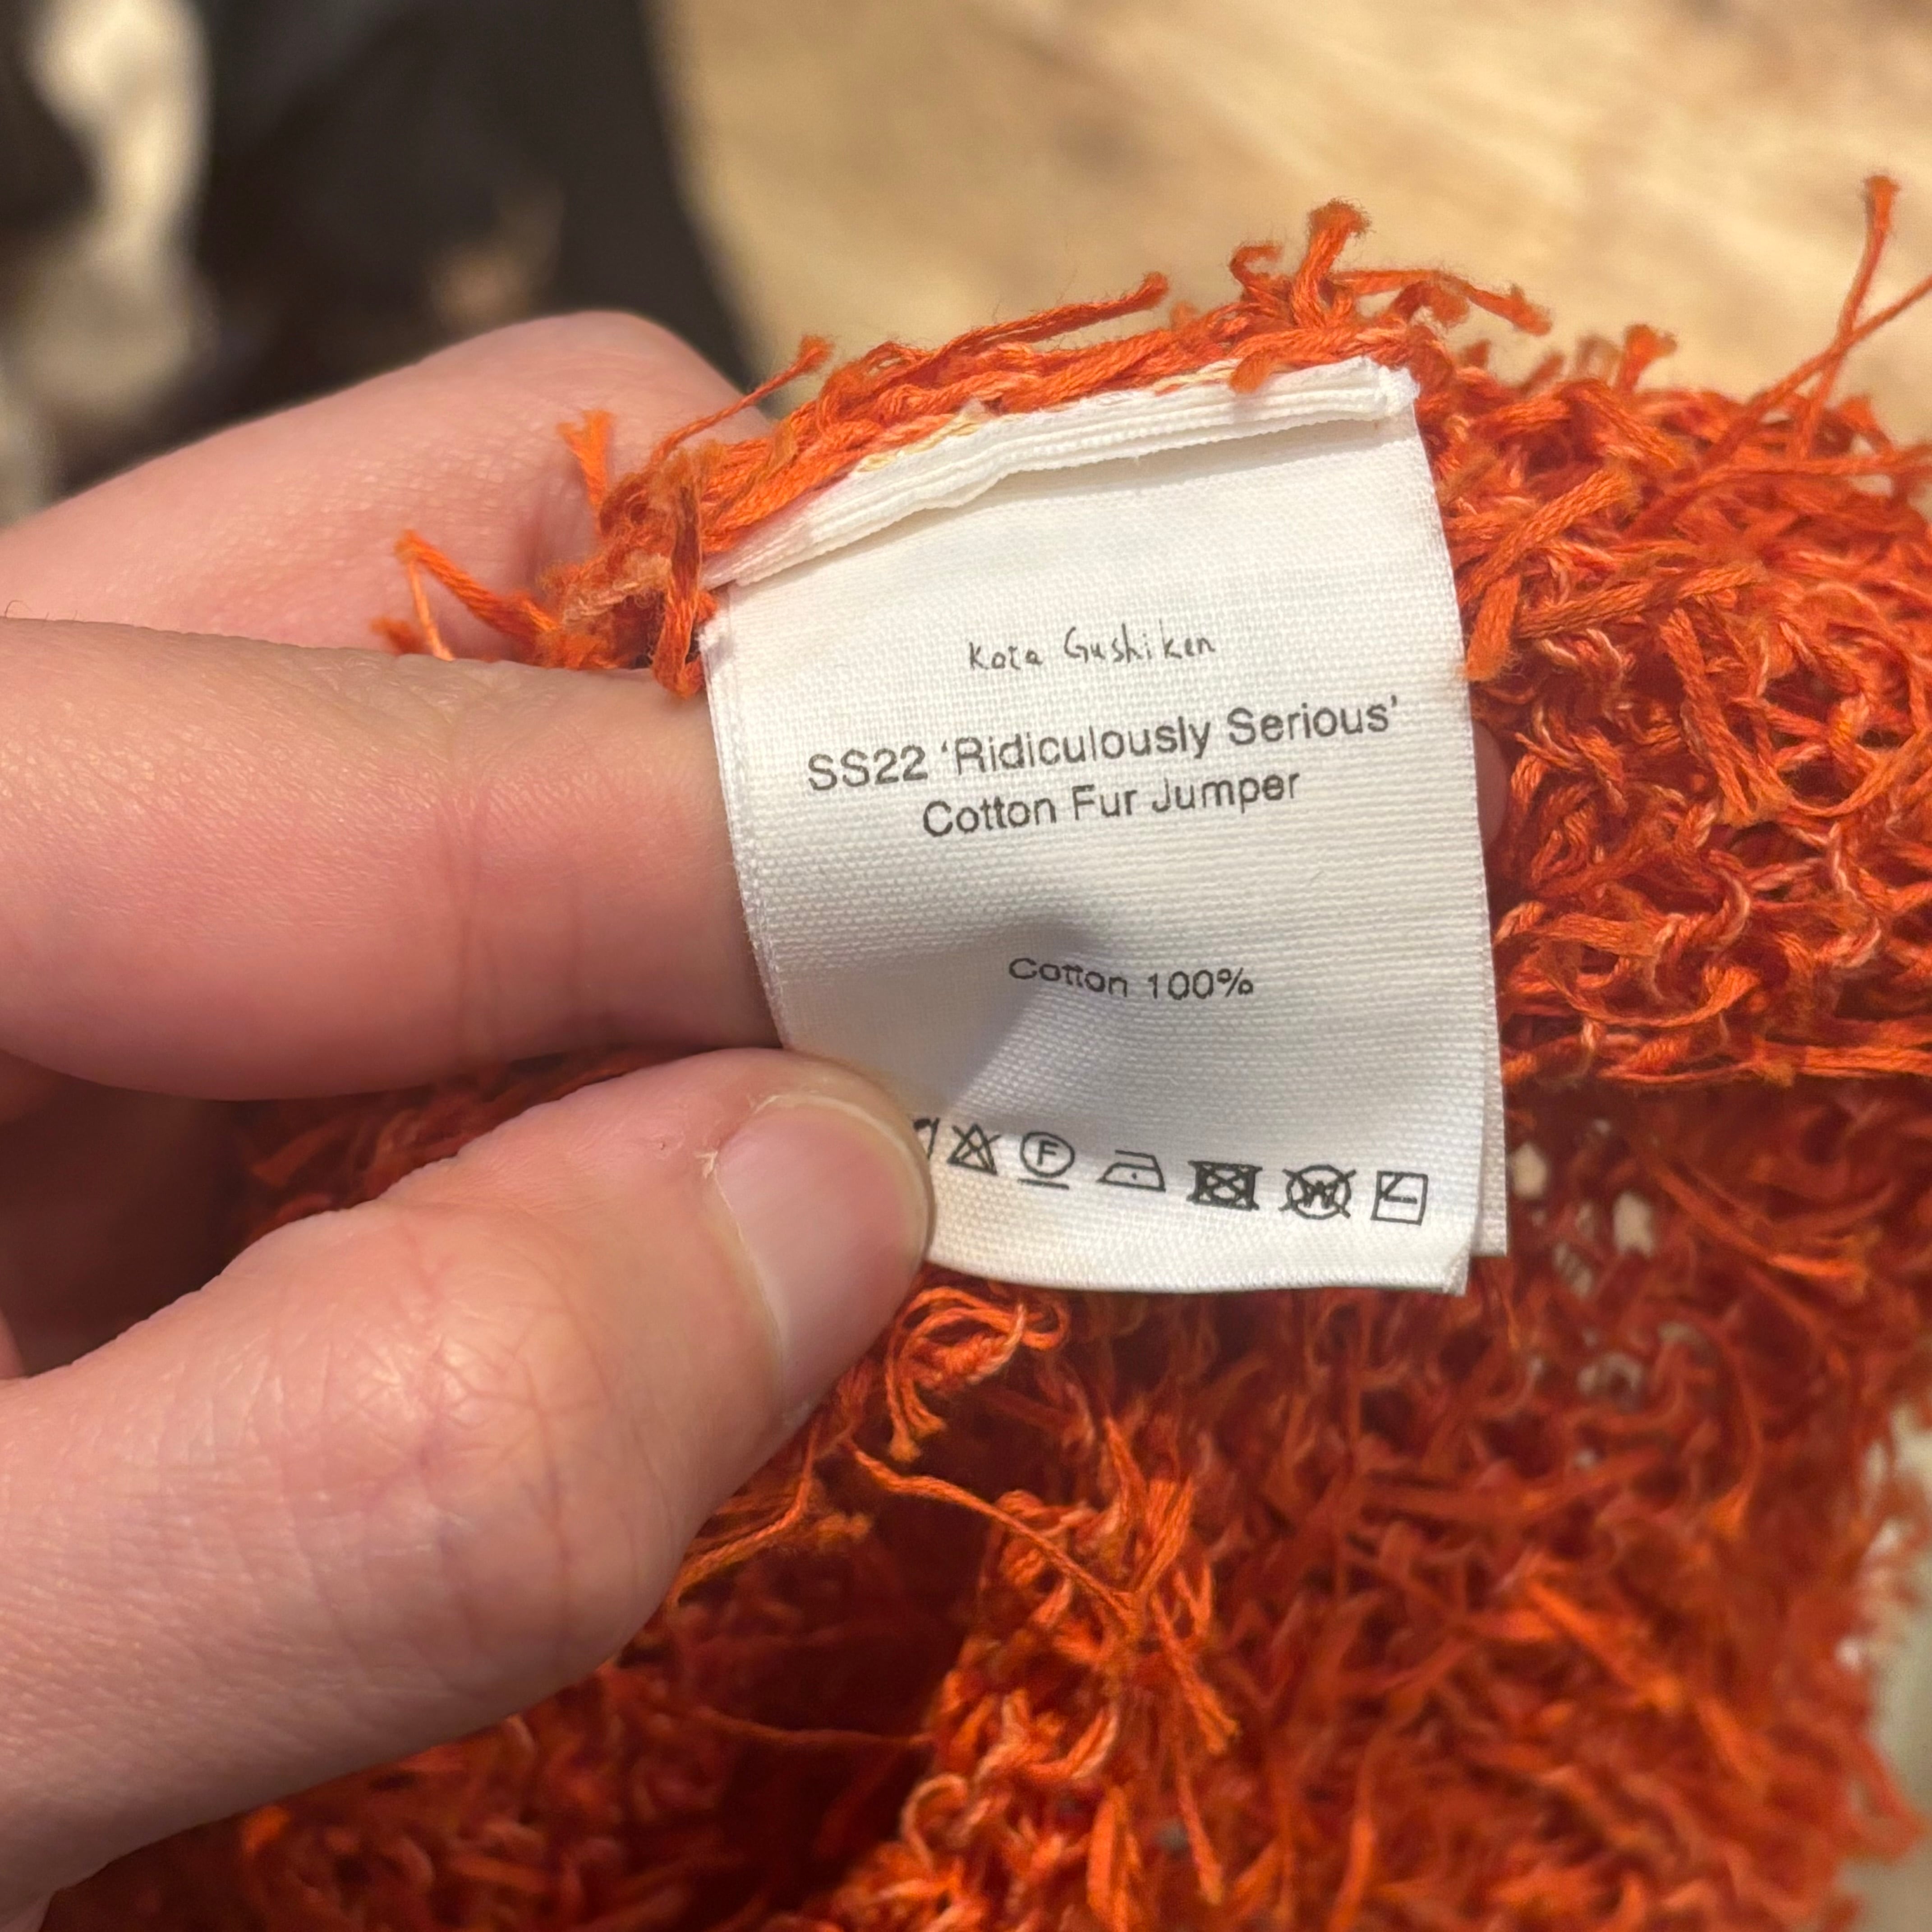 Kota Gushiken
SS22 ‘Ridiculously Serious’
Cotton Fur Jumper
Cotton 100%
F
W